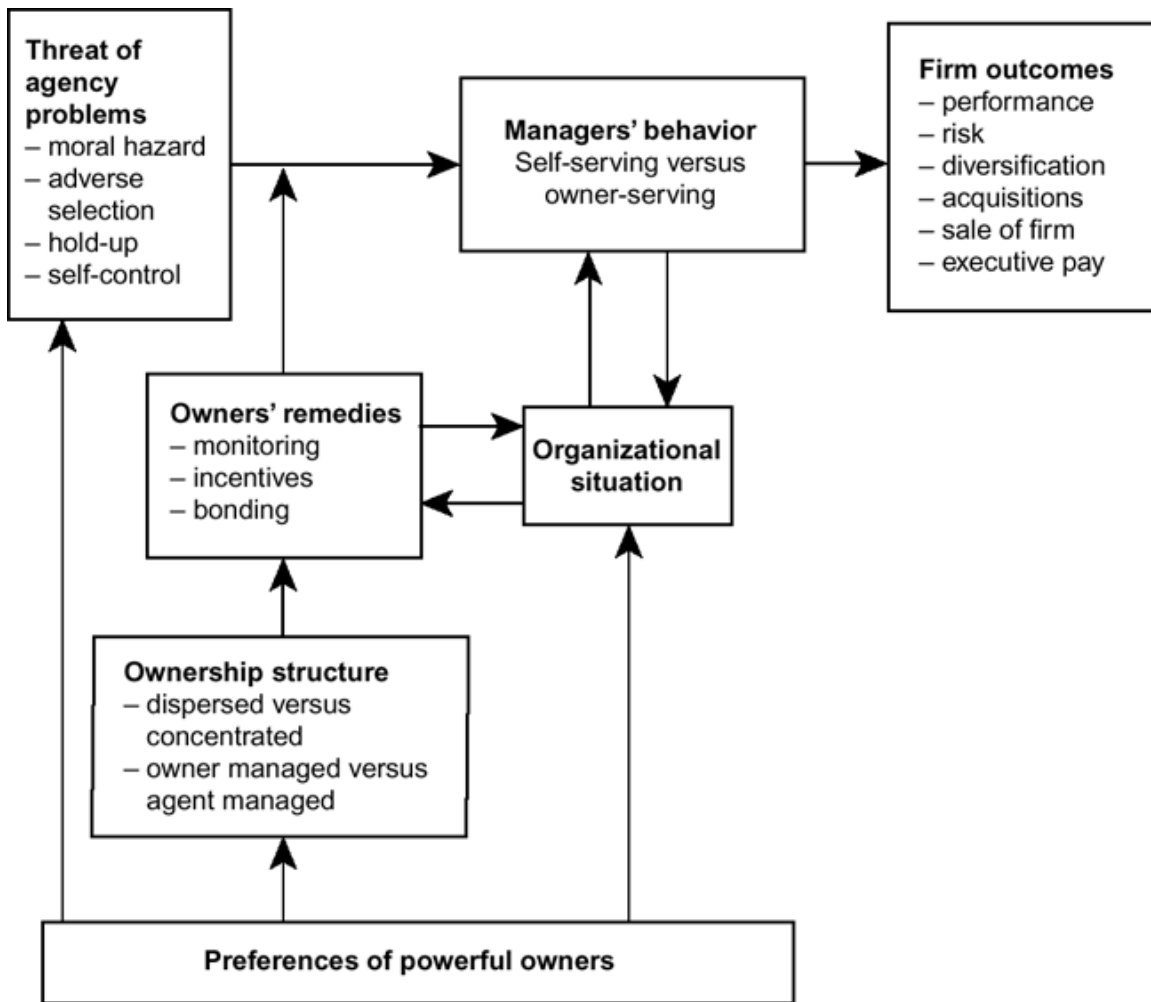 Threat of
agency
problems
– moral hazard
– adverse
selection
– hold-up
– self-control
Managers’ behavior
Self-serving versus
owner-serving
Firm outcomes
– performance
– risk
– diversification
– acquisitions
– sale of firm
– executive pay
Owners’ remedies
– monitoring
– incentives
– bonding
Organizational
situation
Ownership structure
– dispersed versus
concentrated
– owner managed versus
agent managed
Preferences of powerful owners